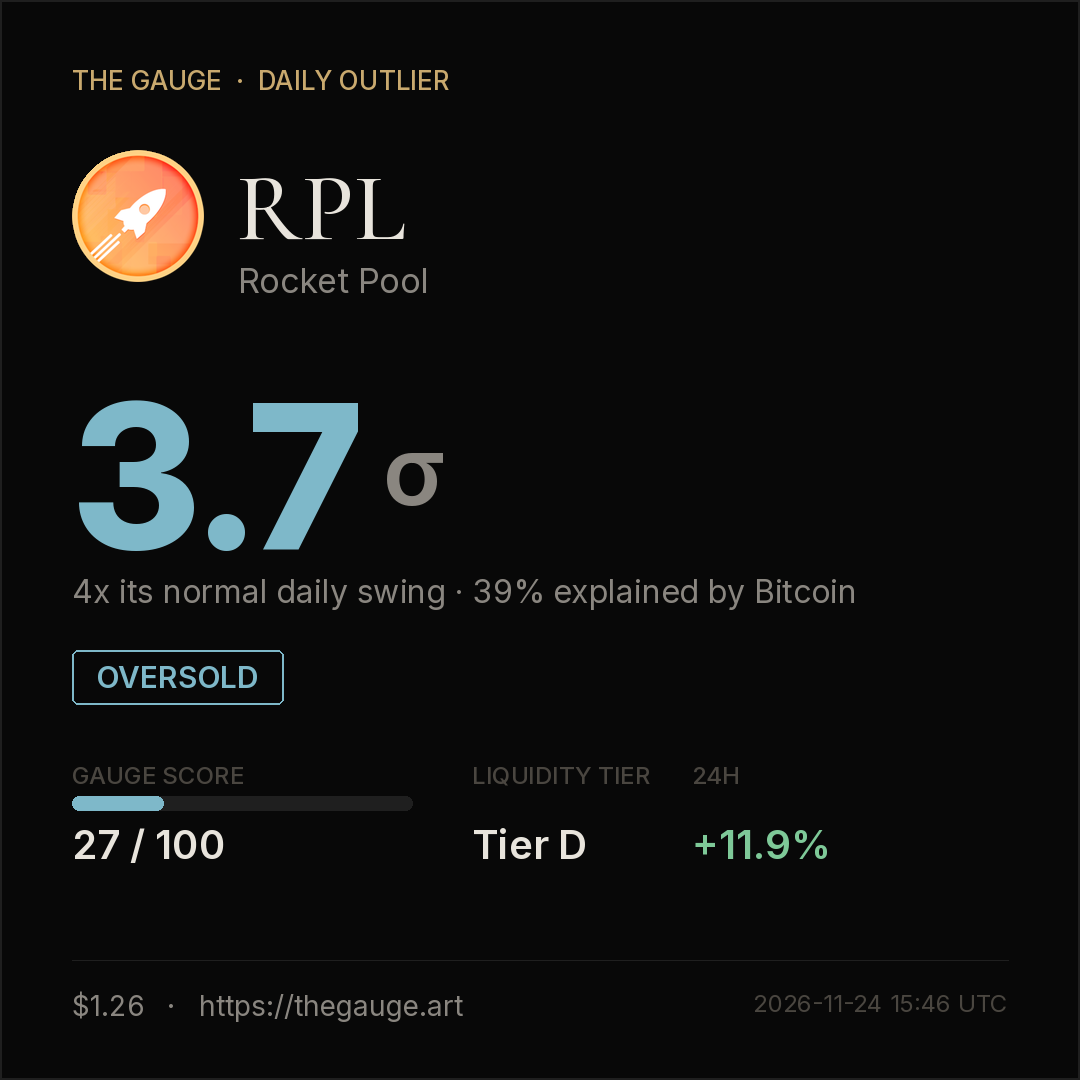 THE GAUGE · DAILY OUTLIER
RPL
Rocket Pool
3.7 σ
4x its normal daily swing · 39% explained by Bitcoin
OVERSOLD
GAUGE SCORE LIQUIDITY TIER 24H
27 / 100 Tier D +11.9%
$1.26 · https://thegauge.art 2026-11-24 15:46 UTC